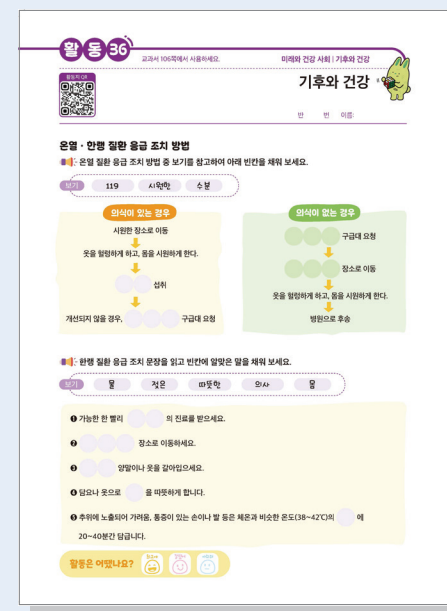 활동36
교과서 106쪽에서 사용하세요.
미래와 건강 사회 | 기후와 건강
활동지 QR
기후와 건강
반 번 이름:
온열·한랭 질환 응급 조치 방법
온열 질환 응급 조치 방법 중 보기를 참고하여 아래 빈칸을 채워 보세요.
보기 119 시원한 수분
의식이 있는 경우
시원한 장소로 이동
옷을 헐렁하게 하고, 몸을 시원하게 한다.
섭취
개선되지 않을 경우, 구급대 요청
의식이 없는 경우
구급대 요청
장소로 이동
옷을 헐렁하게 하고, 몸을 시원하게 한다.
병원으로 후송
한랭 질환 응급 조치 문장을 읽고 빈칸에 알맞은 말을 채워 보세요.
보기 물 젖은 따뜻한 의사 몸
❶ 가능한 한 빨리 의 진료를 받으세요.
❷ 장소로 이동하세요.
❸ 양말이나 옷을 갈아입으세요.
❹ 담요나 옷으로 을 따뜻하게 합니다.
❺ 추위에 노출되어 가려움, 통증이 있는 손이나 발 등은 체온과 비슷한 온도(38~42℃)의 에
20~40분간 담급니다.
활동은 어땠나요?